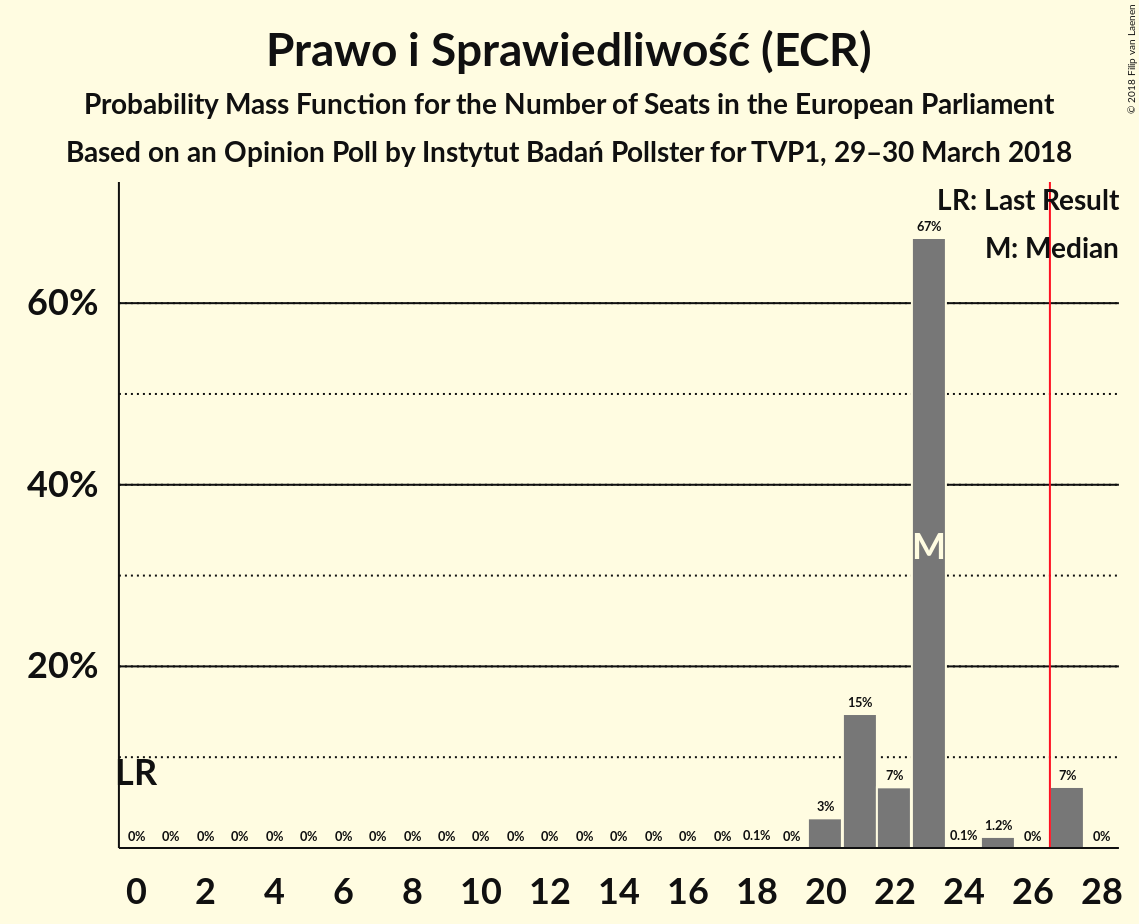 Prawo i Sprawiedliwość (ECR)
Probability Mass Function for the Number of Seats in the European Parliament
Based on an Opinion Poll by Instytut Badań Pollster for TVP1, 29–30 March 2018
© 2018 Filip van Laenen
LR: Last Result
M: Median
67%
60%
40%
M
20%
15%
LR
7%
7%
3%
1.2%
0% 0% 0% 0% 0% 0% 0% 0% 0% 0% 0% 0% 0% 0% 0% 0% 0% 0% 0.1% 0% 0.1% 0% 0%
0 2 4 6 8 10 12 14 16 18 20 22 24 26 28